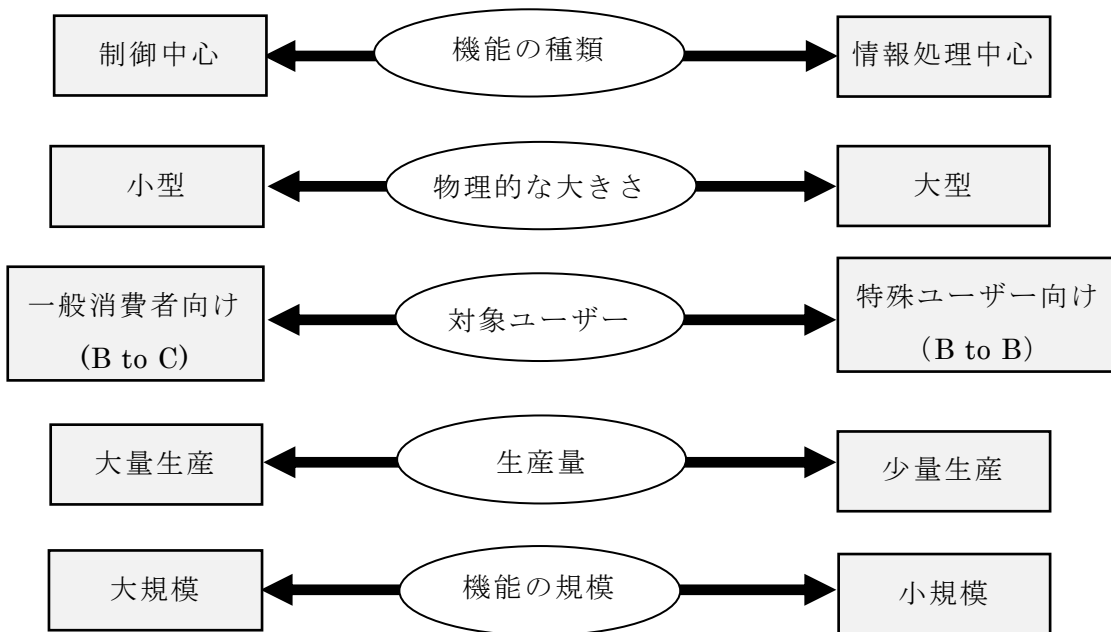 制御中心
機能の種類
情報処理中心
小型
物理的な大きさ
大型
一般消費者向け
(B to C)
対象ユーザー
特殊ユーザー向け
（B to B）
大量生産
生産量
少量生産
大規模
機能の規模
小規模